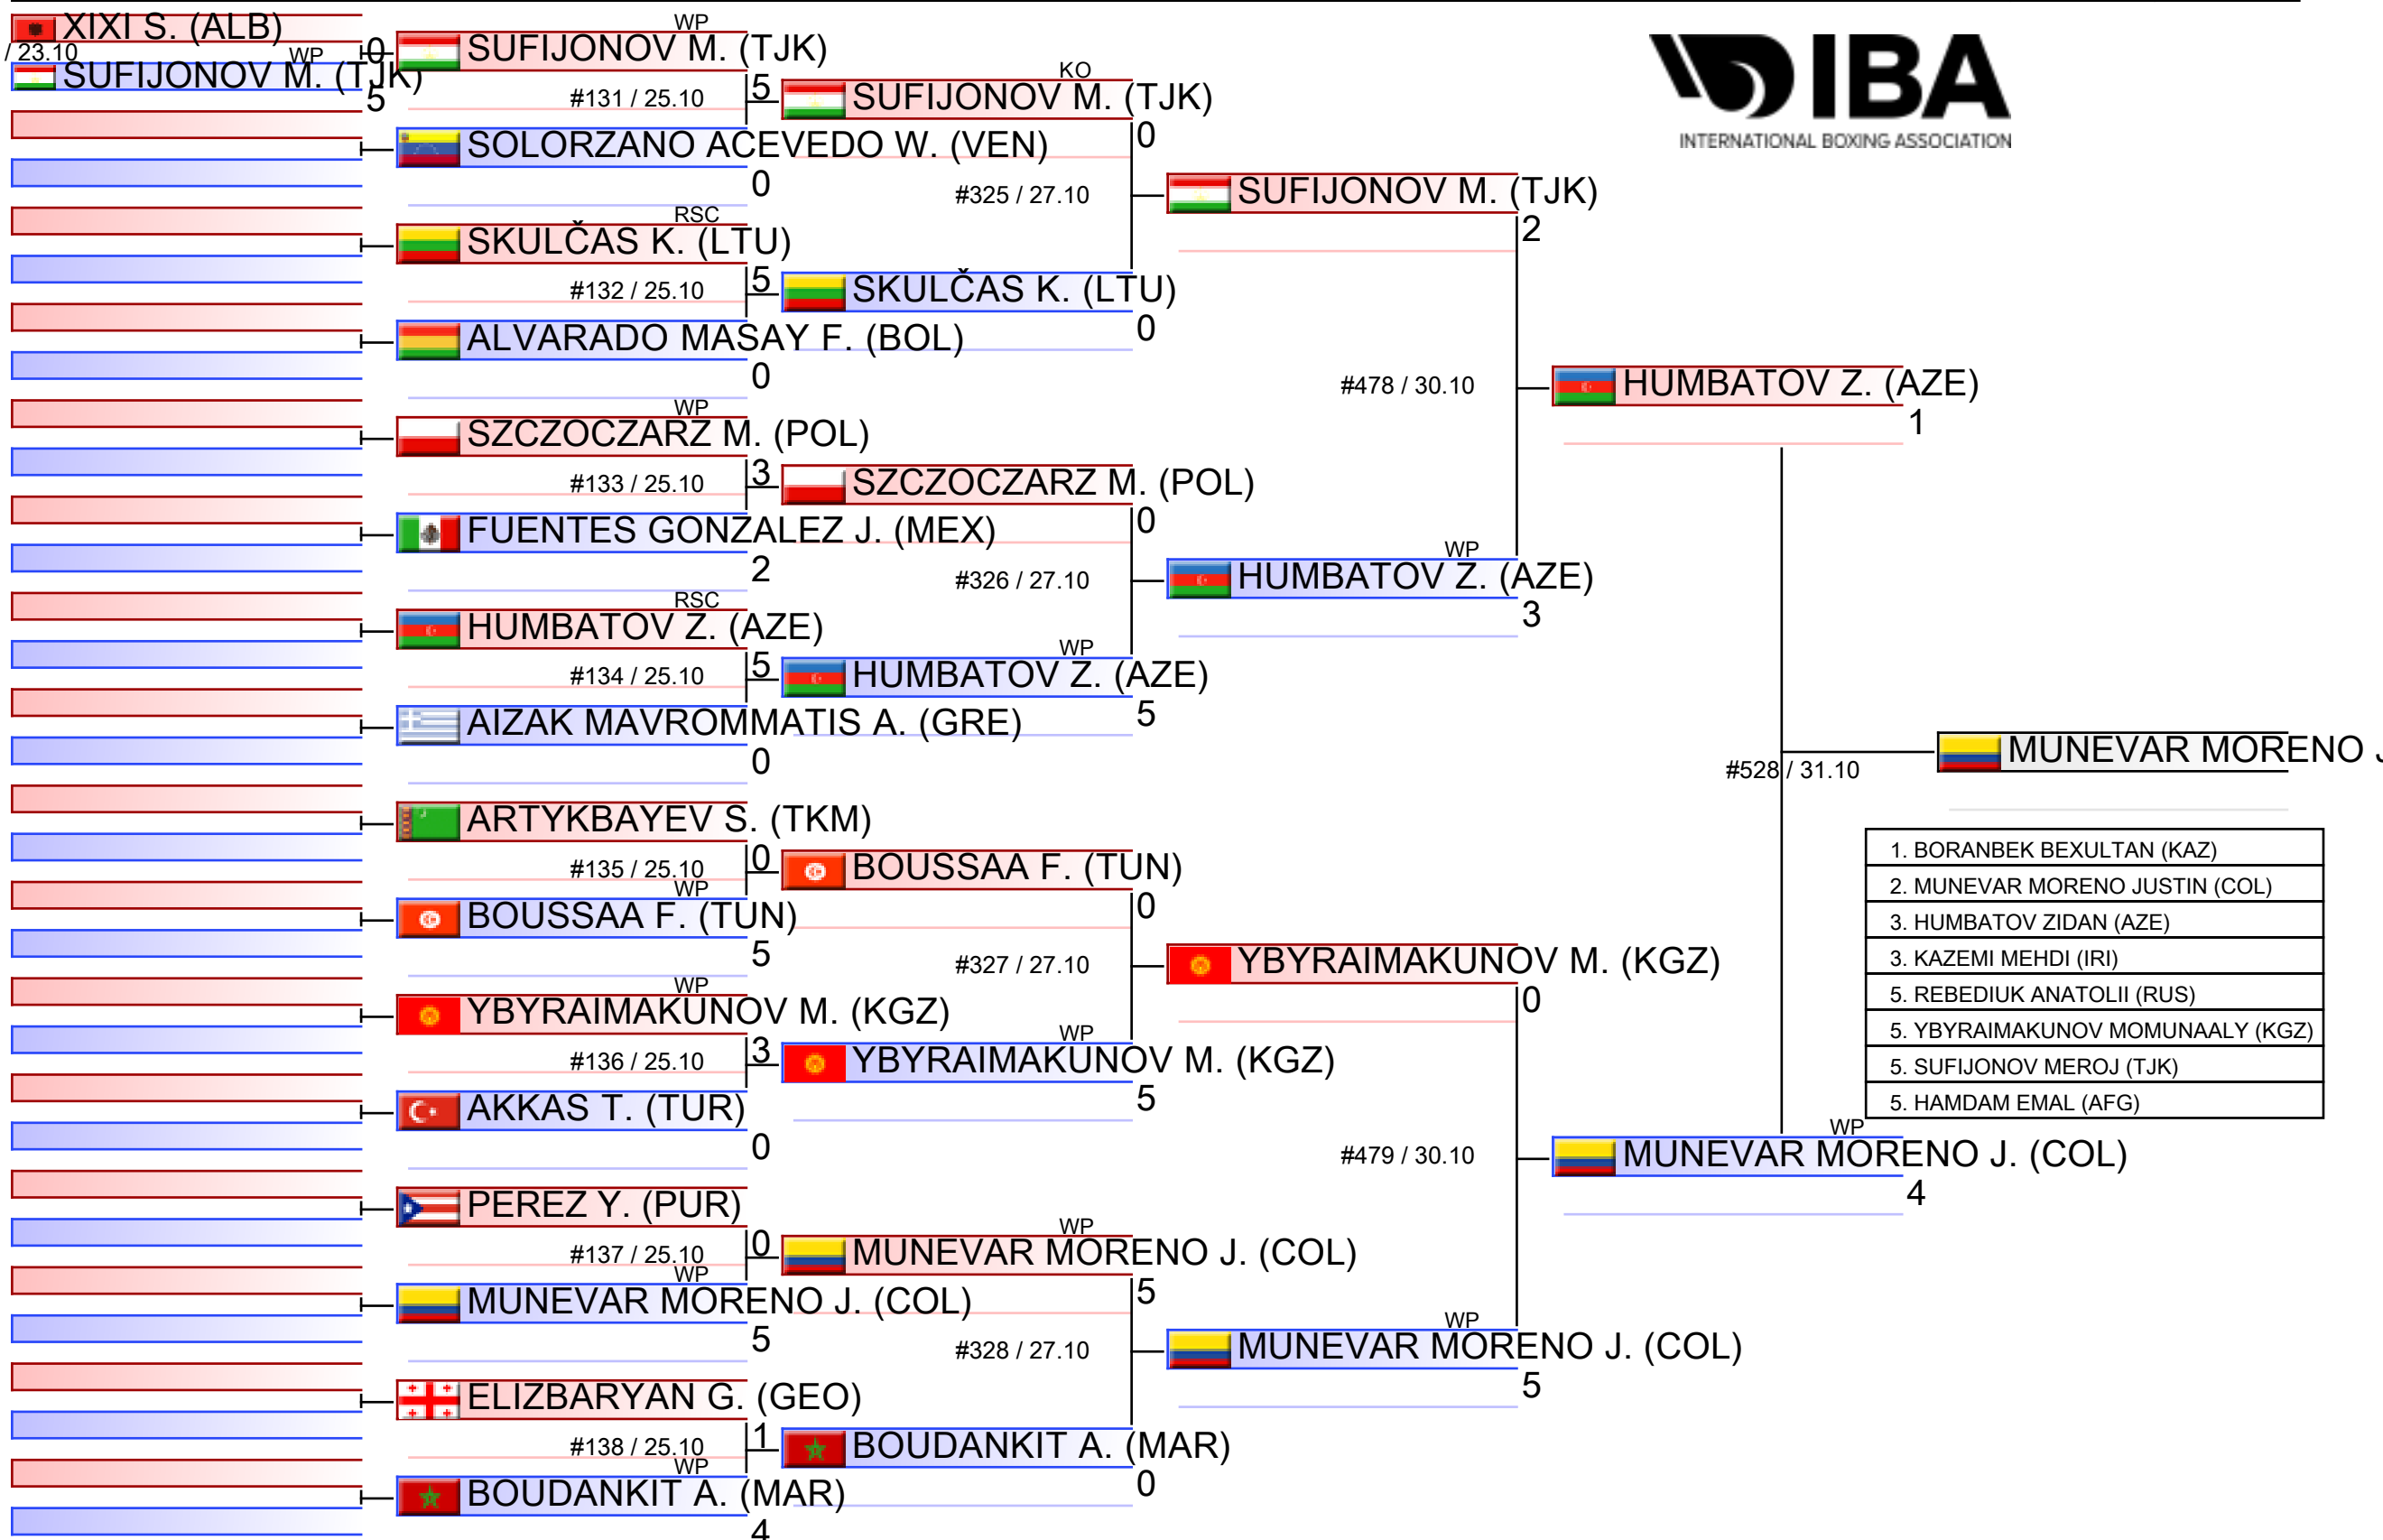 XIXI S. (ALB)
/ 23.10
WP
0
SUFIJONOV M. (TJK)
5
WP
SUFIJONOV M. (TJK)
5
#131 / 25.10
SOLORZANO ACEVEDO W. (VEN)
0
RSC
SKULČAS K. (LTU)
5
#132 / 25.10
ALVARADO MASAY F. (BOL)
0
WP
SZCZOCZARZ M. (POL)
3
#133 / 25.10
FUENTES GONZALEZ J. (MEX)
2
RSC
HUMBATOV Z. (AZE)
5
#134 / 25.10
AIZAK MAVROMMATIS A. (GRE)
0
ARTYKBAYEV S. (TKM)
0
#135 / 25.10
WP
BOUSSAA F. (TUN)
5
WP
YBYRAIMAKUNOV M. (KGZ)
3
#136 / 25.10
AKKAS T. (TUR)
0
PEREZ Y. (PUR)
0
#137 / 25.10
WP
MUNEVAR MORENO J. (COL)
5
ELIZBARYAN G. (GEO)
1
#138 / 25.10
WP
BOUDANKIT A. (MAR)
4
KO
SUFIJONOV M. (TJK)
0
#325 / 27.10
SKULČAS K. (LTU)
0
SZCZOCZARZ M. (POL)
0
#326 / 27.10
WP
HUMBATOV Z. (AZE)
5
BOUSSAA F. (TUN)
0
#327 / 27.10
WP
YBYRAIMAKUNOV M. (KGZ)
5
WP
MUNEVAR MORENO J. (COL)
5
#328 / 27.10
BOUDANKIT A. (MAR)
0
SUFIJONOV M. (TJK)
2
#478 / 30.10
WP
HUMBATOV Z. (AZE)
3
YBYRAIMAKUNOV M. (KGZ)
0
#479 / 30.10
WP
MUNEVAR MORENO J. (COL)
5
HUMBATOV Z. (AZE)
1
#528 / 31.10
WP
MUNEVAR MORENO J. (COL)
4
IBA
INTERNATIONAL BOXING ASSOCIATION
MUNEVAR MORENO J
1. BORANBEK BEXULTAN (KAZ)
2. MUNEVAR MORENO JUSTIN (COL)
3. HUMBATOV ZIDAN (AZE)
3. KAZEMI MEHDI (IRI)
5. REBEDIUK ANATOLII (RUS)
5. YBYRAIMAKUNOV MOMUNAALY (KGZ)
5. SUFIJONOV MEROJ (TJK)
5. HAMDAM EMAL (AFG)